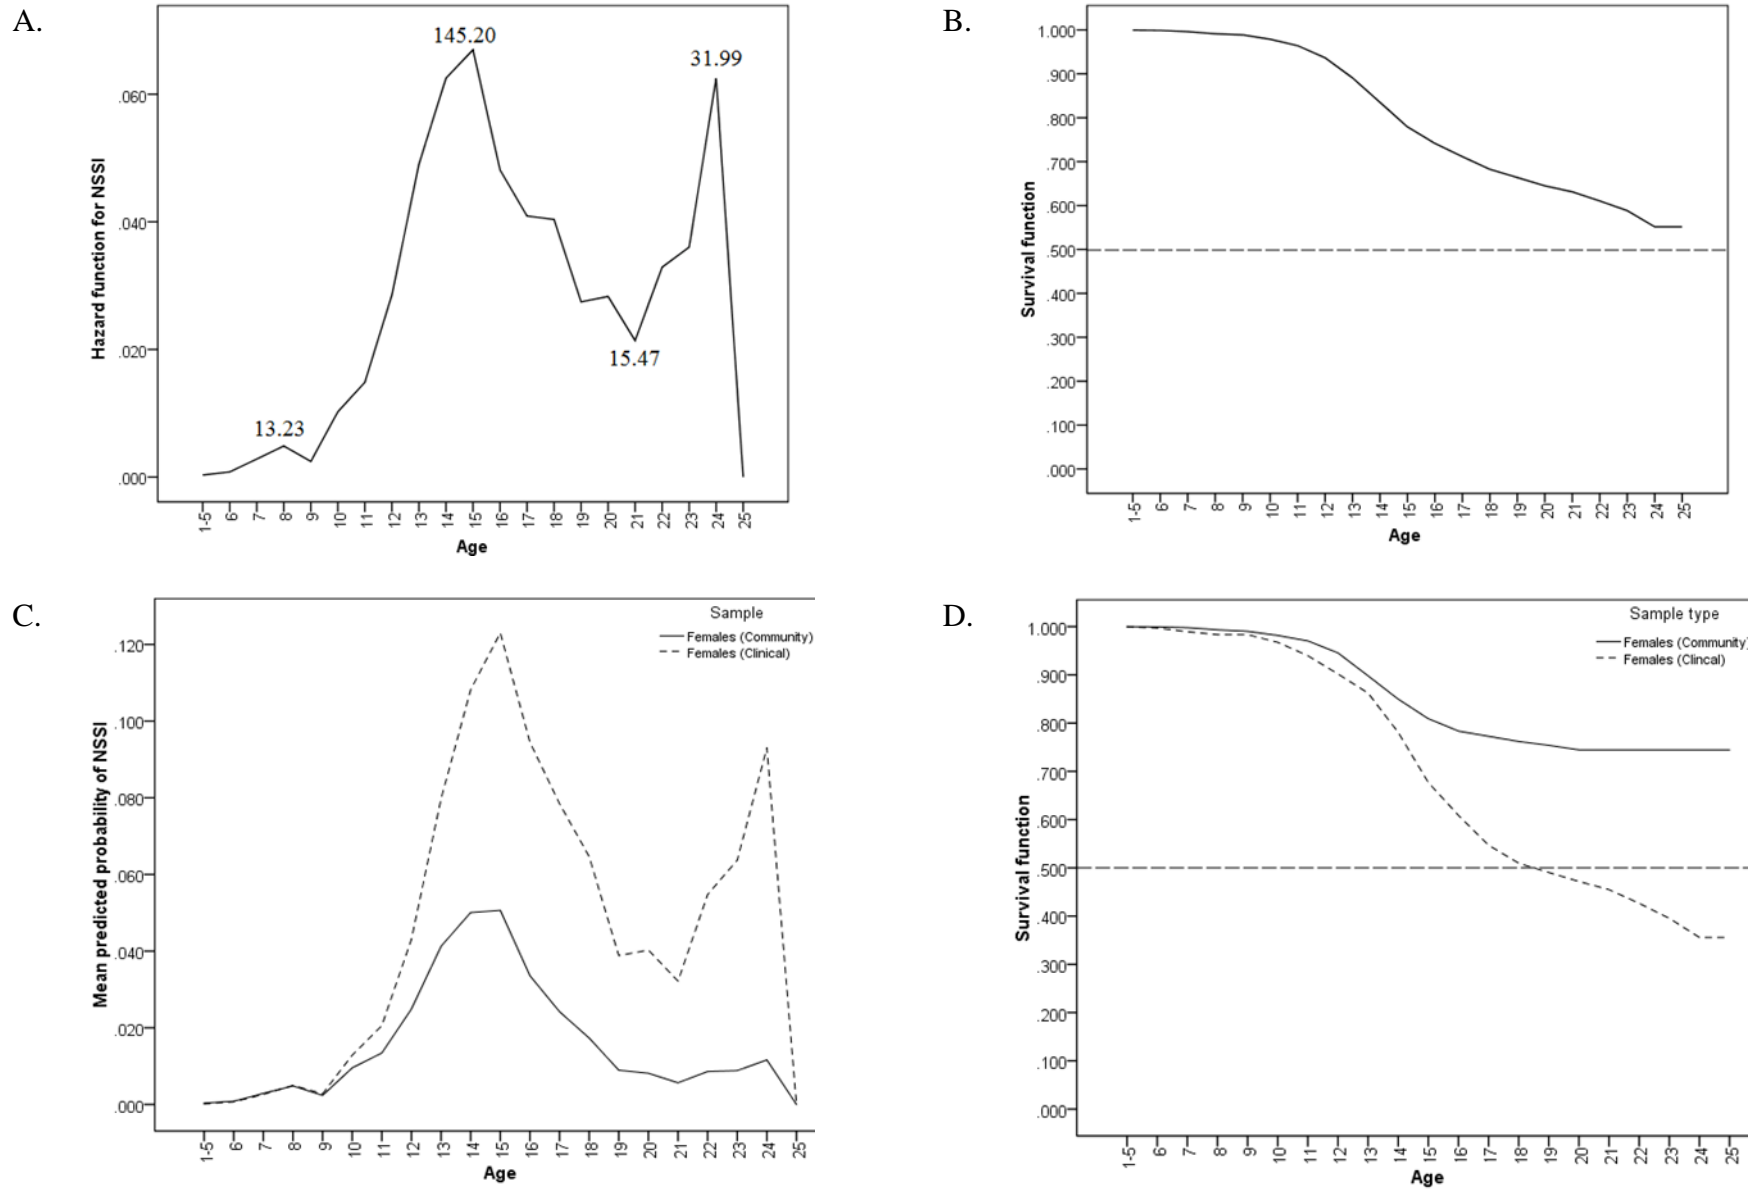 A.
145.20
31.99
13.23
15.47
.060
.040
.020
.000
Hazard function for NSSI
1-5 6 7 8 9 10 11 12 13 14 15 16 17 18 19 20 21 22 23 24 25
Age
B.
1.000
.900
.800
.700
.600
.500
.400
.300
.200
.100
.000
Survival function
1-5 6 7 8 9 10 11 12 13 14 15 16 17 18 19 20 21 22 23 24 25
Age
C.
Sample
Females (Community)
Females (Clinical)
.120
.100
.080
.060
.040
.020
.000
Mean predicted probability of NSSI
1-5 6 7 8 9 10 11 12 13 14 15 16 17 18 19 20 21 22 23 24 25
Age
D.
Sample type
Females (Community)
Females (Clincal)
1.000
.900
.800
.700
.600
.500
.400
.300
.200
.100
.000
Survival function
1-5 6 7 8 9 10 11 12 13 14 15 16 17 18 19 20 21 22 23 24 25
Age